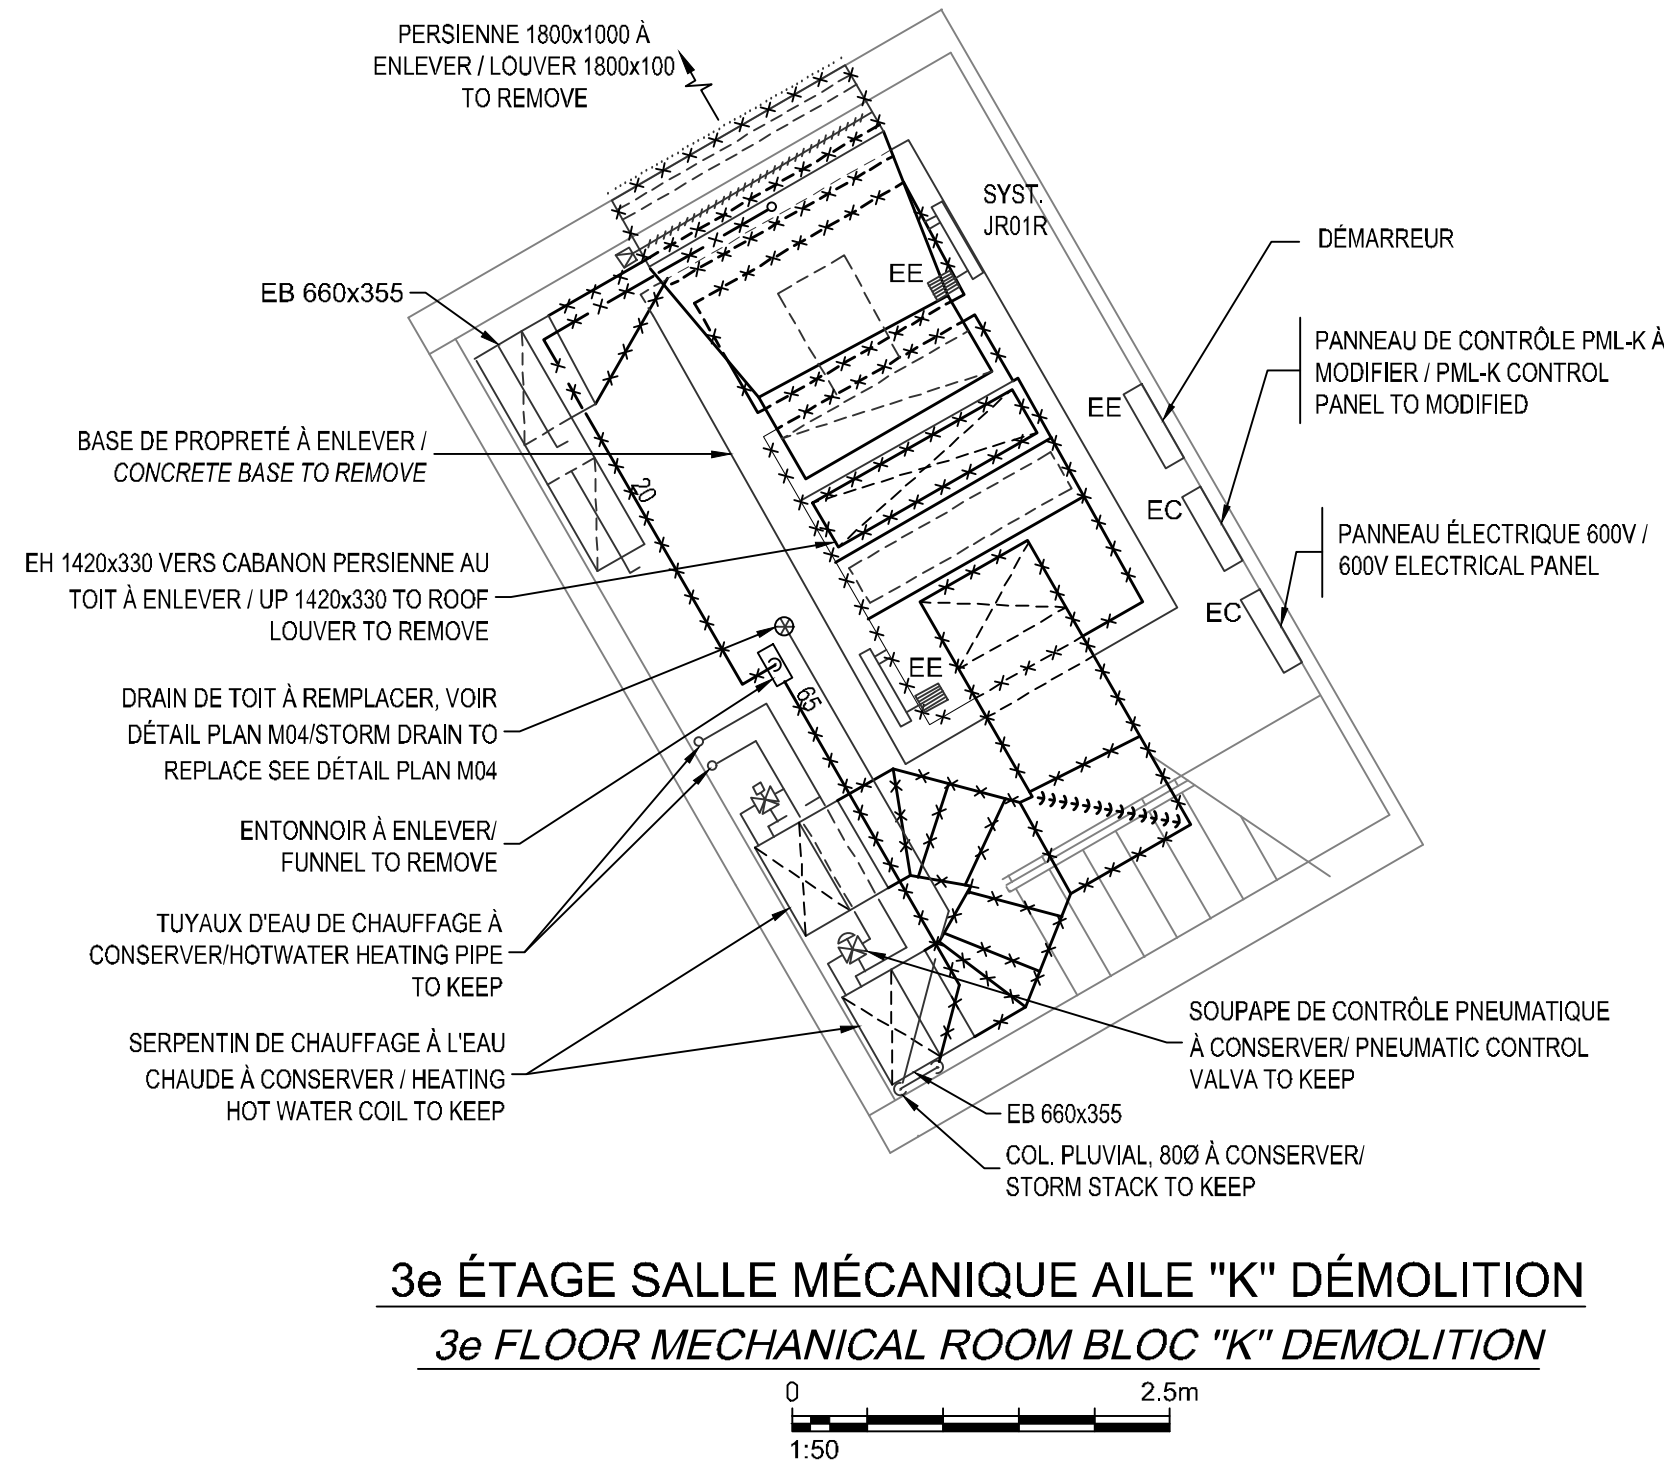 PERSIENNE 1800x1000 À
ENLEVER / LOUVER 1800x100
TO REMOVE
SYST.
JR01R
DÉMARREUR
EE
EB 660x355
PANNEAU DE CONTRÔLE PML-K À
MODIFIER / PML-K CONTROL
PANEL TO MODIFIED
EE
BASE DE PROPRETÉ À ENLEVER /
CONCRETE BASE TO REMOVE
20
EC
PANNEAU ÉLECTRIQUE 600V /
600V ELECTRICAL PANEL
EH 1420x330 VERS CABANON PERSIENNE AU
TOIT À ENLEVER / UP 1420x330 TO ROOF
LOUVER TO REMOVE
EC
EE
65
DRAIN DE TOIT À REMPLACER, VOIR
DÉTAIL PLAN M04/STORM DRAIN TO
REPLACE SEE DÉTAIL PLAN M04
ENTONNOIR À ENLEVER/
FUNNEL TO REMOVE
TUYAUX D'EAU DE CHAUFFAGE À
CONSERVER/HOTWATER HEATING PIPE
TO KEEP
SERPENTIN DE CHAUFFAGE À L'EAU
CHAUDE À CONSERVER / HEATING
HOT WATER COIL TO KEEP
SOUPAPE DE CONTRÔLE PNEUMATIQUE
À CONSERVER/ PNEUMATIC CONTROL
VALVA TO KEEP
EB 660x355
COL. PLUVIAL, 80Ø À CONSERVER/
STORM STACK TO KEEP
3e ÉTAGE SALLE MÉCANIQUE AILE "K" DÉMOLITION
3e FLOOR MECHANICAL ROOM BLOC "K" DEMOLITION
0 2.5m
1:50